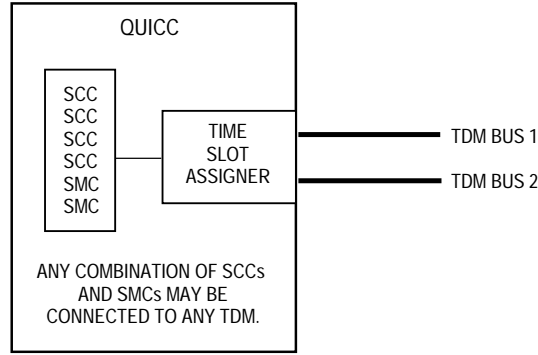 QUICC
SCC
SCC
SCC
SCC
SMC
SMC
TIME
SLOT
ASSIGNER
TDM BUS 1
TDM BUS 2
ANY COMBINATION OF SCCs
AND SMCs MAY BE
CONNECTED TO ANY TDM.